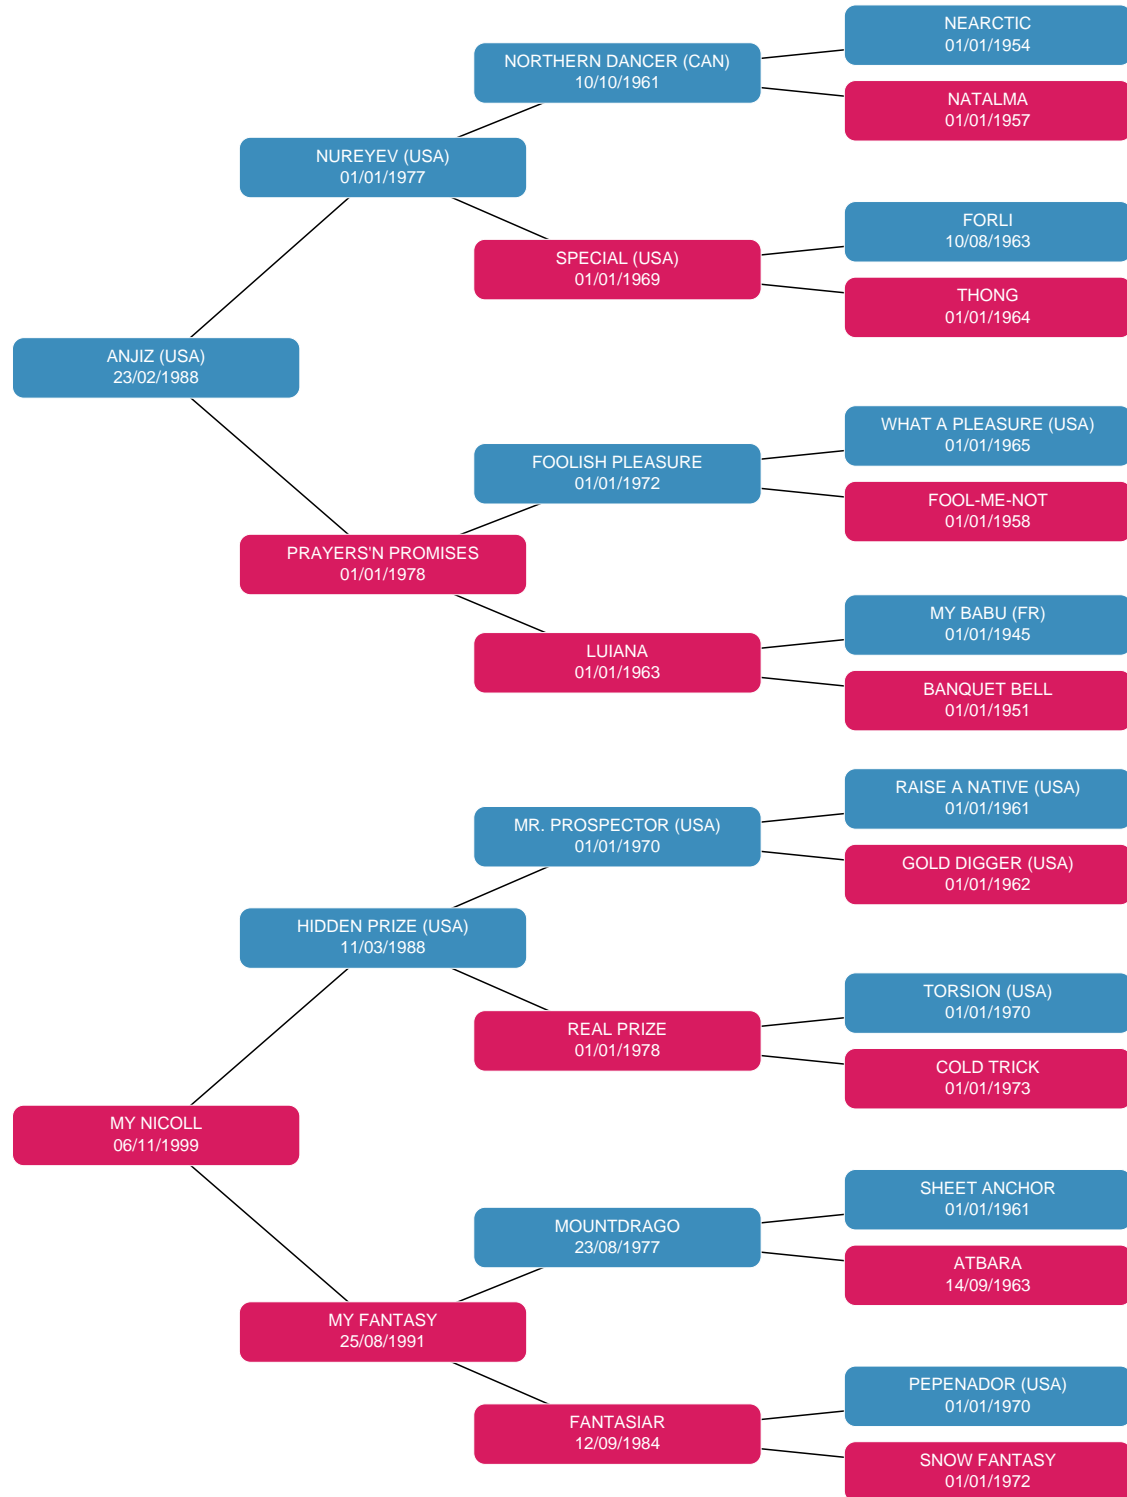 NEARCTIC
01/01/1954
NORTHERN DANCER (CAN)
10/10/1961
NATALMA
01/01/1957
NUREYEV (USA)
01/01/1977
FORLI
10/08/1963
SPECIAL (USA)
01/01/1969
THONG
01/01/1964
ANJIZ (USA)
23/02/1988
WHAT A PLEASURE (USA)
01/01/1965
FOOLISH PLEASURE
01/01/1972
FOOL-ME-NOT
01/01/1958
PRAYERS'N PROMISES
01/01/1978
MY BABU (FR)
01/01/1945
LUIANA
01/01/1963
BANQUET BELL
01/01/1951
RAISE A NATIVE (USA)
01/01/1961
MR. PROSPECTOR (USA)
01/01/1970
GOLD DIGGER (USA)
01/01/1962
HIDDEN PRIZE (USA)
11/03/1988
TORSION (USA)
01/01/1970
REAL PRIZE
01/01/1978
COLD TRICK
01/01/1973
MY NICOLL
06/11/1999
SHEET ANCHOR
01/01/1961
MOUNTDRAGO
23/08/1977
ATBARA
14/09/1963
MY FANTASY
25/08/1991
PEPENADOR (USA)
01/01/1970
FANTASIAR
12/09/1984
SNOW FANTASY
01/01/1972